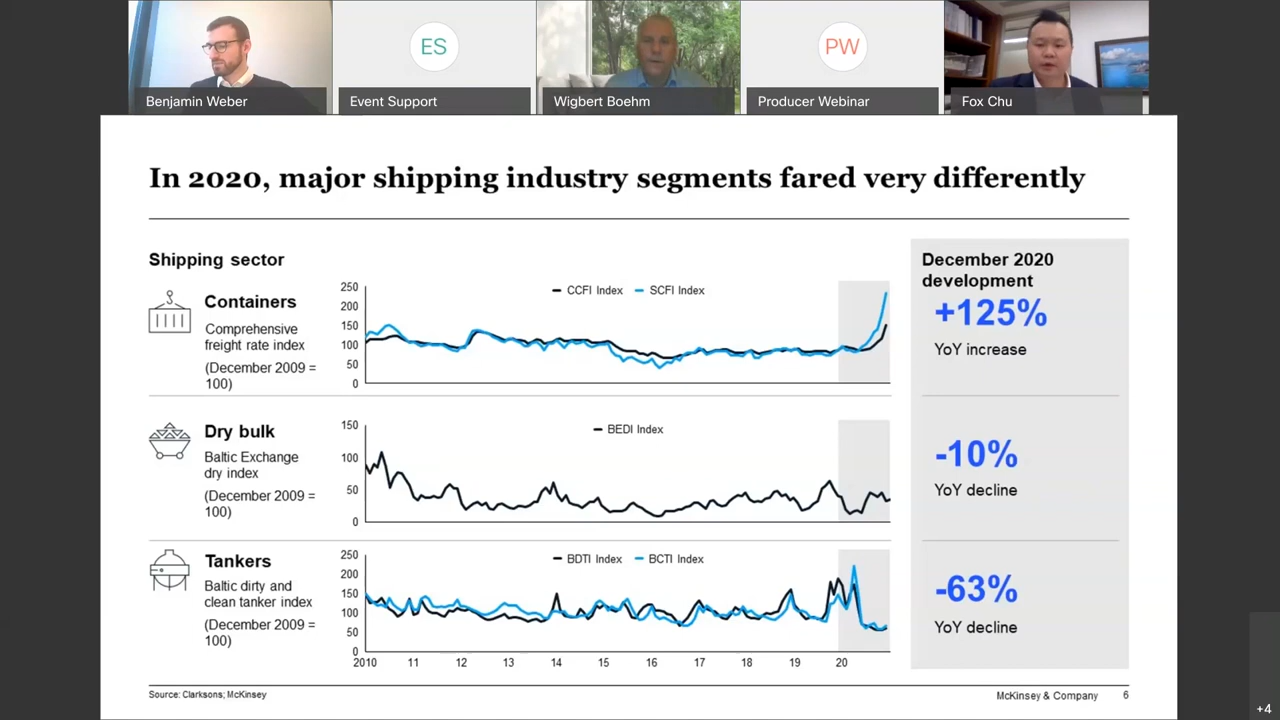 ES
PW
Benjamin Weber
Event Support
Wigbert Boehm
Producer Webinar
Fox Chu
In 2020, major shipping industry segments fared very differently
Shipping sector
December 2020
development
Containers
Comprehensive
freight rate index
(December 2009 =
100)
250
200
150
100
50
0
CCFI Index
SCFI Index
+125%
YoY increase
Dry bulk
Baltic Exchange
dry index
(December 2009 =
100)
150
100
50
0
BEDI Index
-10%
YoY decline
Tankers
Baltic dirty and
clean tanker index
(December 2009 =
100)
250
200
150
100
50
0
BDTI Index
BCTI Index
2010 11 12 13 14 15 16 17 18 19 20
-63%
YoY decline
Source: Clarksons; McKinsey
McKinsey & Company 6
+4